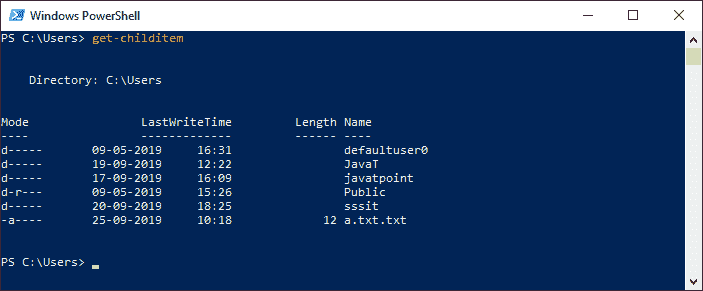 Windows PowerShell
PS C:\Users> get-childitem
Directory: C:\Users
Mode LastWriteTime Length Name
---- ------------- ------ ----
d----- 09-05-2019 16:31 defaultuser0
d----- 19-09-2019 12:22 JavaT
d----- 17-09-2019 16:09 javatpoint
d-r--- 09-05-2019 15:26 Public
d----- 20-09-2019 18:25 sssit
-a---- 25-09-2019 10:18 12 a.txt.txt
PS C:\Users>